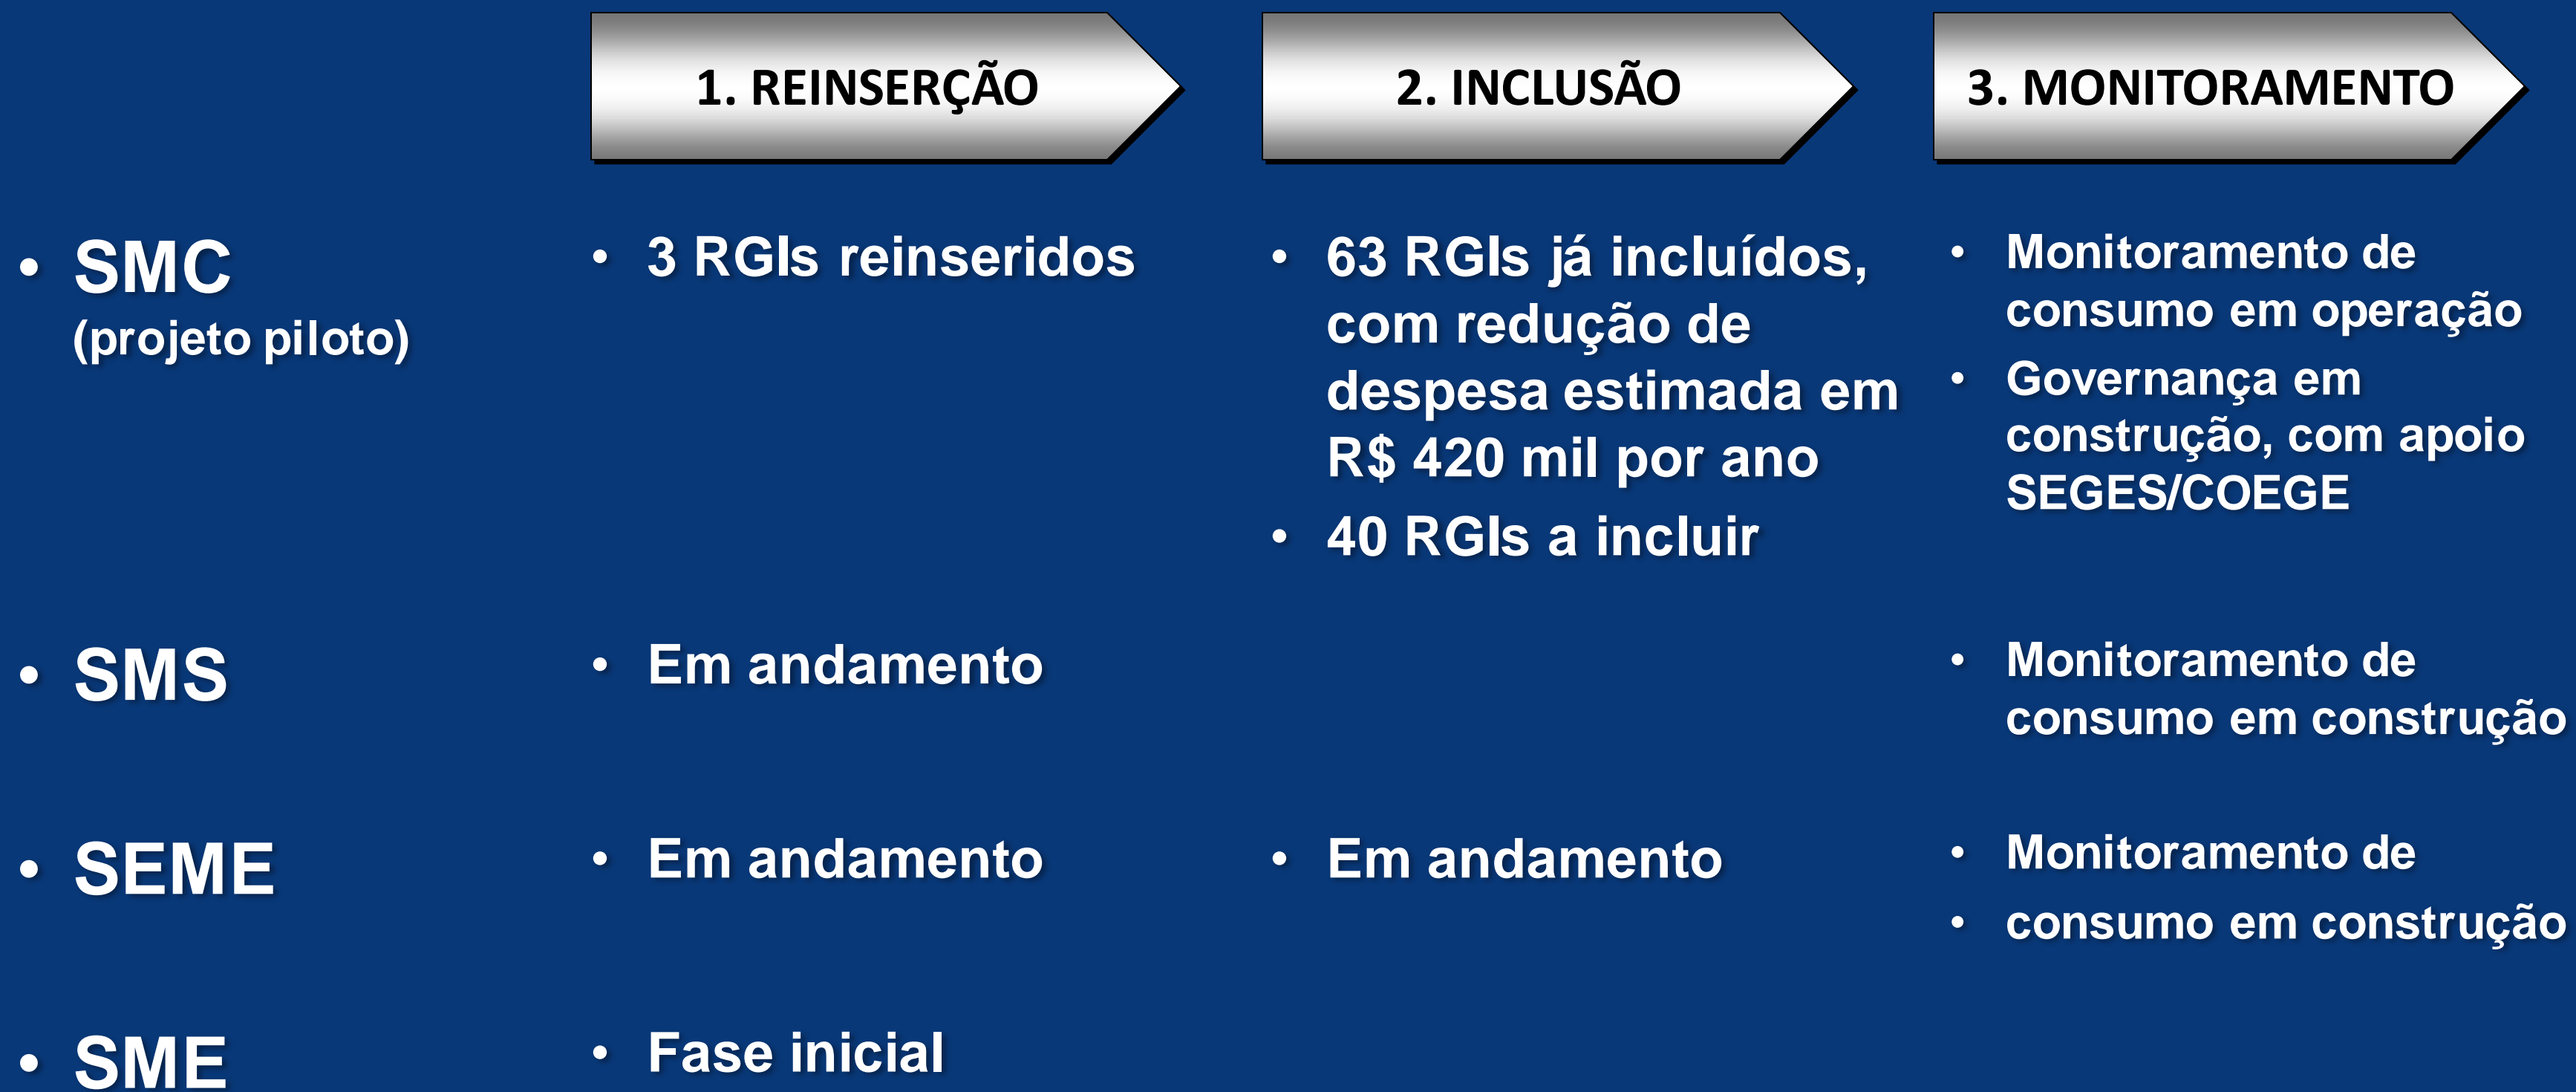 1. REINSERÇÃO
2. INCLUSÃO
3. MONITORAMENTO
• SMC
(projeto piloto)
• 3 RGIs reinseridos
• 63 RGIs já incluídos,
com redução de
despesa estimada em
R$ 420 mil por ano
• 40 RGIs a incluir
• Monitoramento de
consumo em operação
• Governança em
construção, com apoio
SEGES/COEGE
• SMS
• Em andamento
• Monitoramento de
consumo em construção
• SEME
• Em andamento
• Em andamento
• Monitoramento de
• consumo em construção
• SME
• Fase inicial